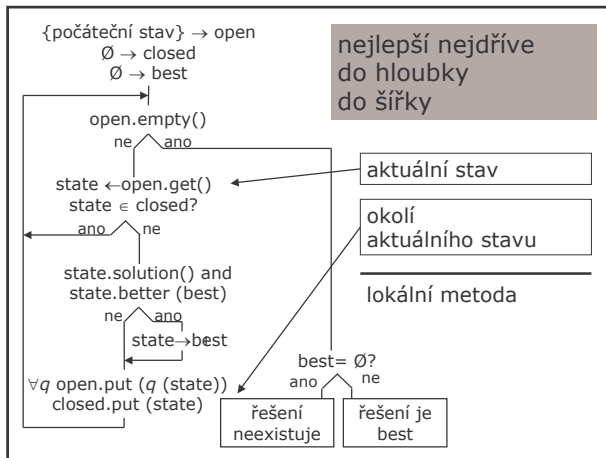 {počáteční stav} → open
Ø → closed
Ø → best
open.empty()
ne ano
state ←open.get()
state ∈ closed?
ano ne
state.solution() and
state.better (best)
ne ano
state→best
∀q open.put (q (state))
closed.put (state)
best= Ø?
ano ne
řešení
neexistuje
řešení je
best
nejlepší nejdříve
do hloubky
do šířky
aktuální stav
okolí
aktuálního stavu
lokální metoda